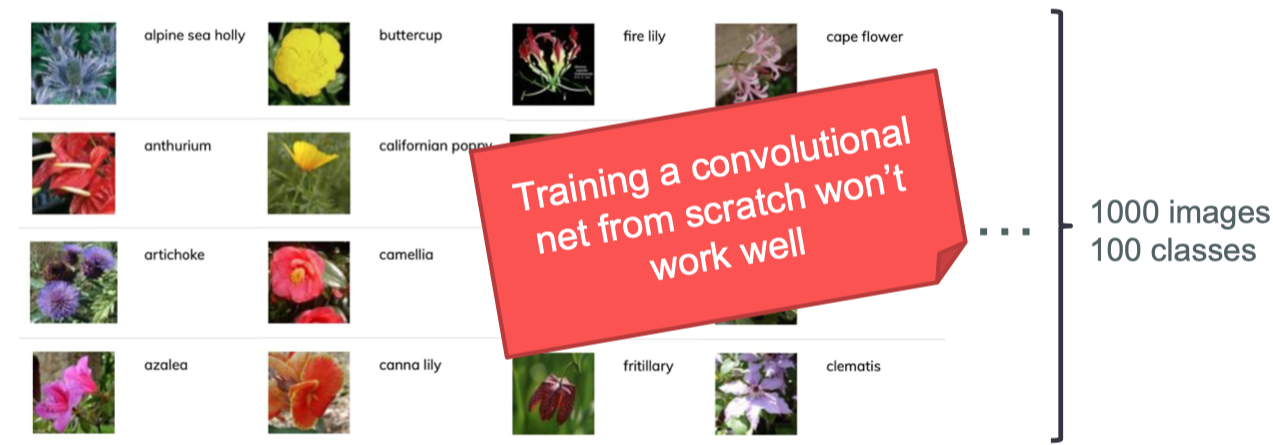 alpine sea holly
buttercup
fire lily
cape flower
anthurium
californian poppy
Training a convolutional
net from scratch won't
work well
...
1000 images
100 classes
artichoke
camellia
azalea
canna lily
fritillary
clematis